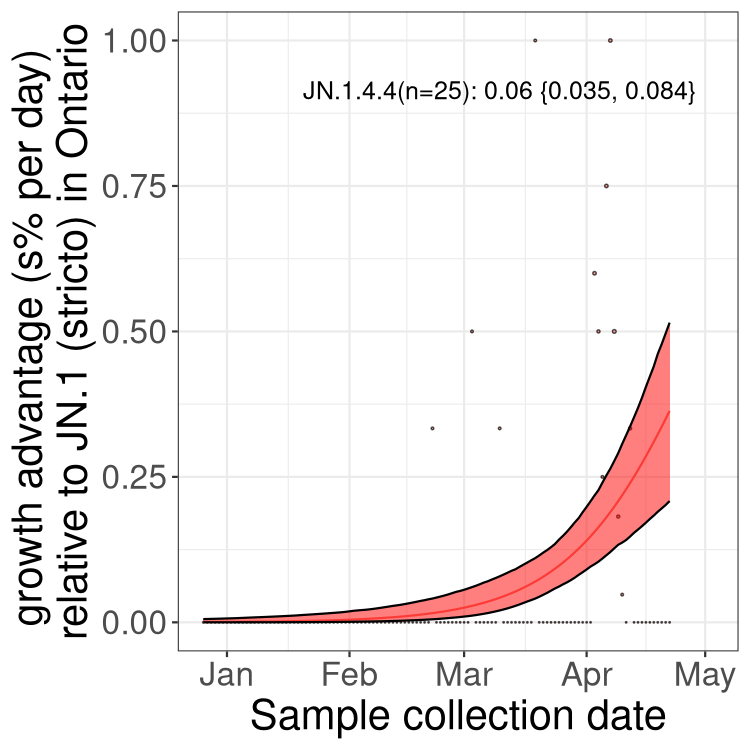 growth advantage (s% per day)
relative to JN.1 (stricto) in Ontario
1.00
0.75
0.50
0.25
0.00
JN.1.4.4(n=25): 0.06 {0.035, 0.084}
Jan Feb Mar Apr May
Sample collection date